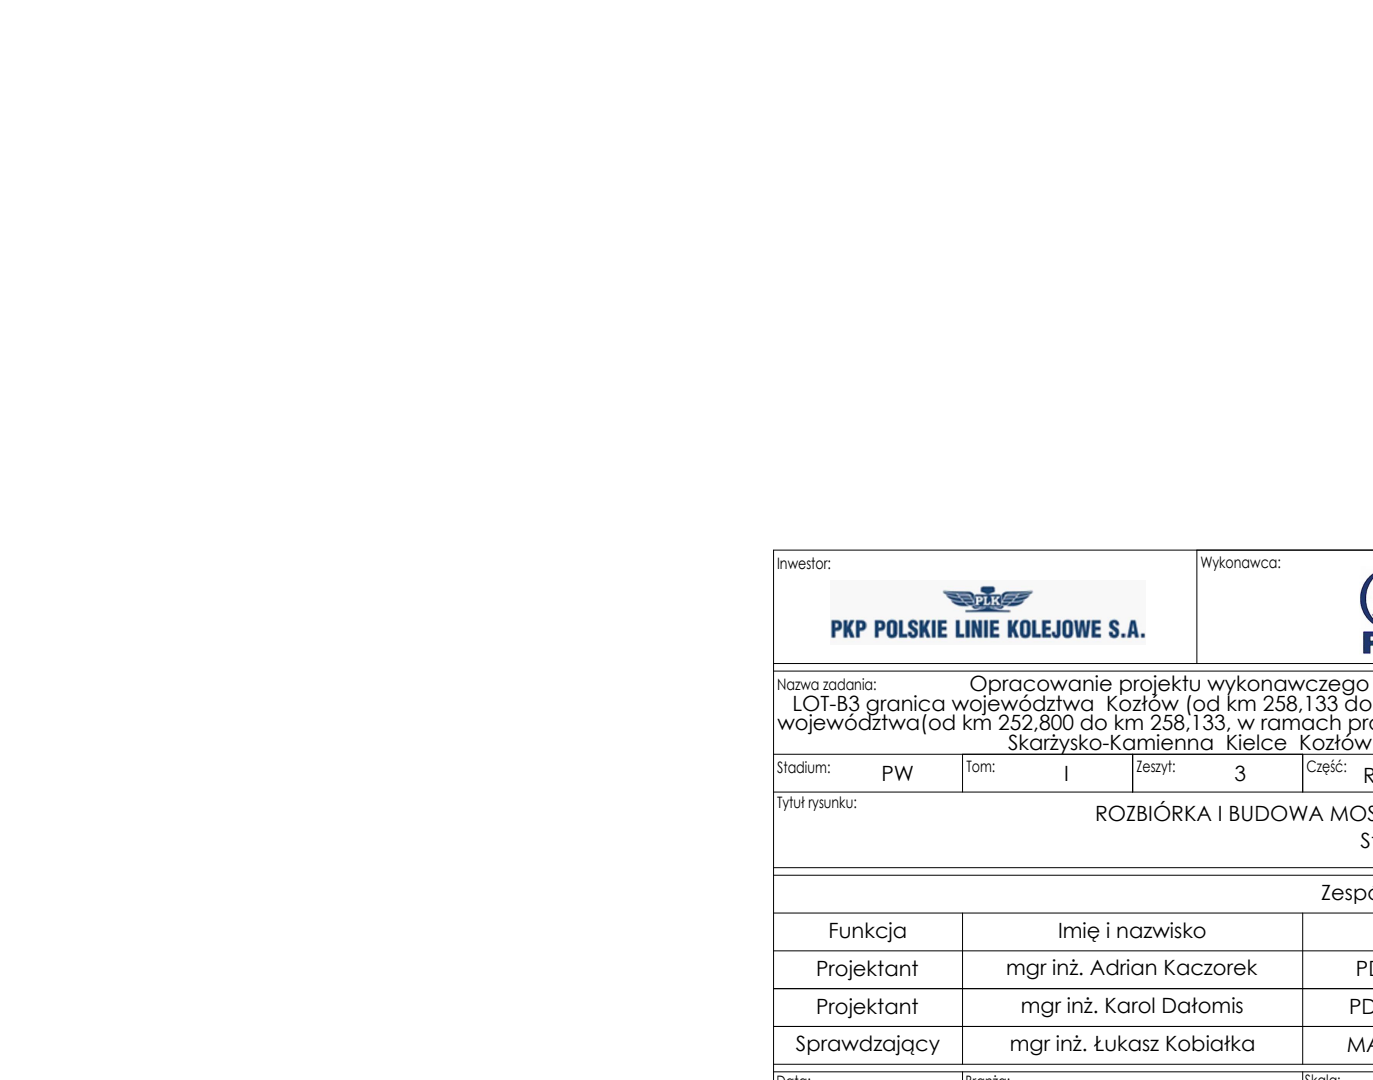 Inwestor:
Wykonawca:
PLK
PKP POLSKIE LINIE KOLEJOWE S.A.
Nazwa zadania:
Opracowanie projektu wykonawczego
LOT-B3 granica województwa Kozłów (od km 258,133 do
województwa(od km 252,800 do km 258,133, w ramach
Skarżysko-Kamienna Kielce Kozłów
Stadium: PW Tom: I Zeszyt: 3 Część:
Tytuł rysunku:
ROZBIÓRKA I BUDOWA
Funkcja Imię i nazwisko
Projektant mgr inż. Adrian Kaczorek
Projektant mgr inż. Karol Dałomis
Sprawdzający mgr inż. Łukasz Kobiałka